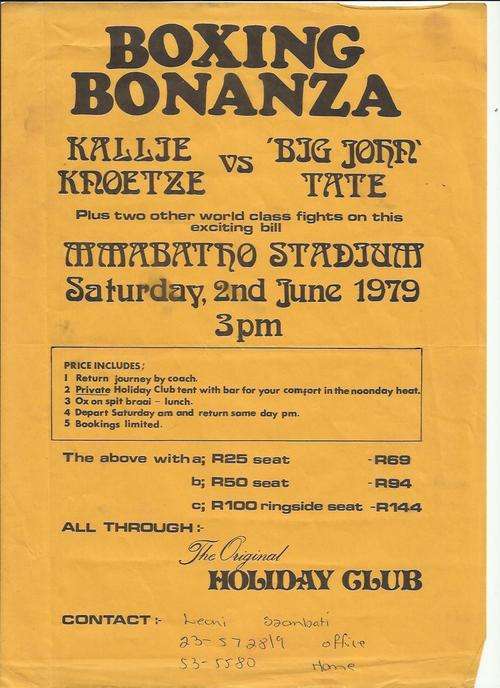 BOXING
BONANZA
KALLIE
KNOETZE
vs
'BIG JOHN'
TATE
Plus two other world class fights on this
exciting bill
MMABATHO STADIUM
Saturday, 2nd June 1979
3pm
PRICE INCLUDES;
1 Return journey by coach.
2 Private Holiday Club tent with bar for your comfort in the noonday heat.
3 Ox on spit braai – lunch.
4 Depart Saturday am and return same day pm.
5 Bookings limited.
The above with a; R25 seat -R69
b; R50 seat -R94
c; R100 ringside seat -R144
ALL THROUGH:-
The Original
HOLIDAY CLUB
CONTACT:- Leoni
23-5728/9 office
53-5580 Home